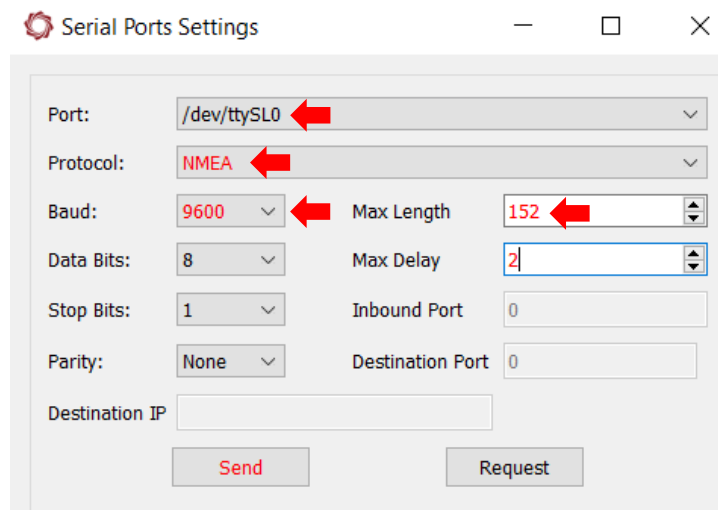 Serial Ports Settings
Port: /dev/ttySL0
Protocol: NMEA
Baud: 9600 Max Length 152
Data Bits: 8 Max Delay 2
Stop Bits: 1 Inbound Port 0
Parity: None Destination Port 0
Destination IP
Send Request